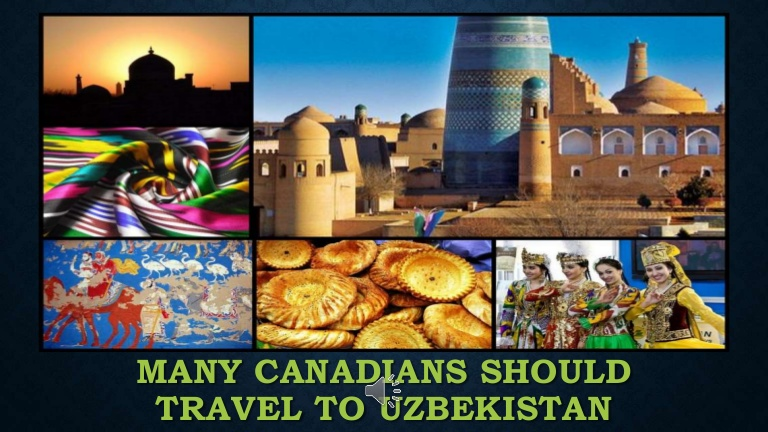 MANY CANADIANS SHOULD
TRAVEL TO UZBEKISTAN